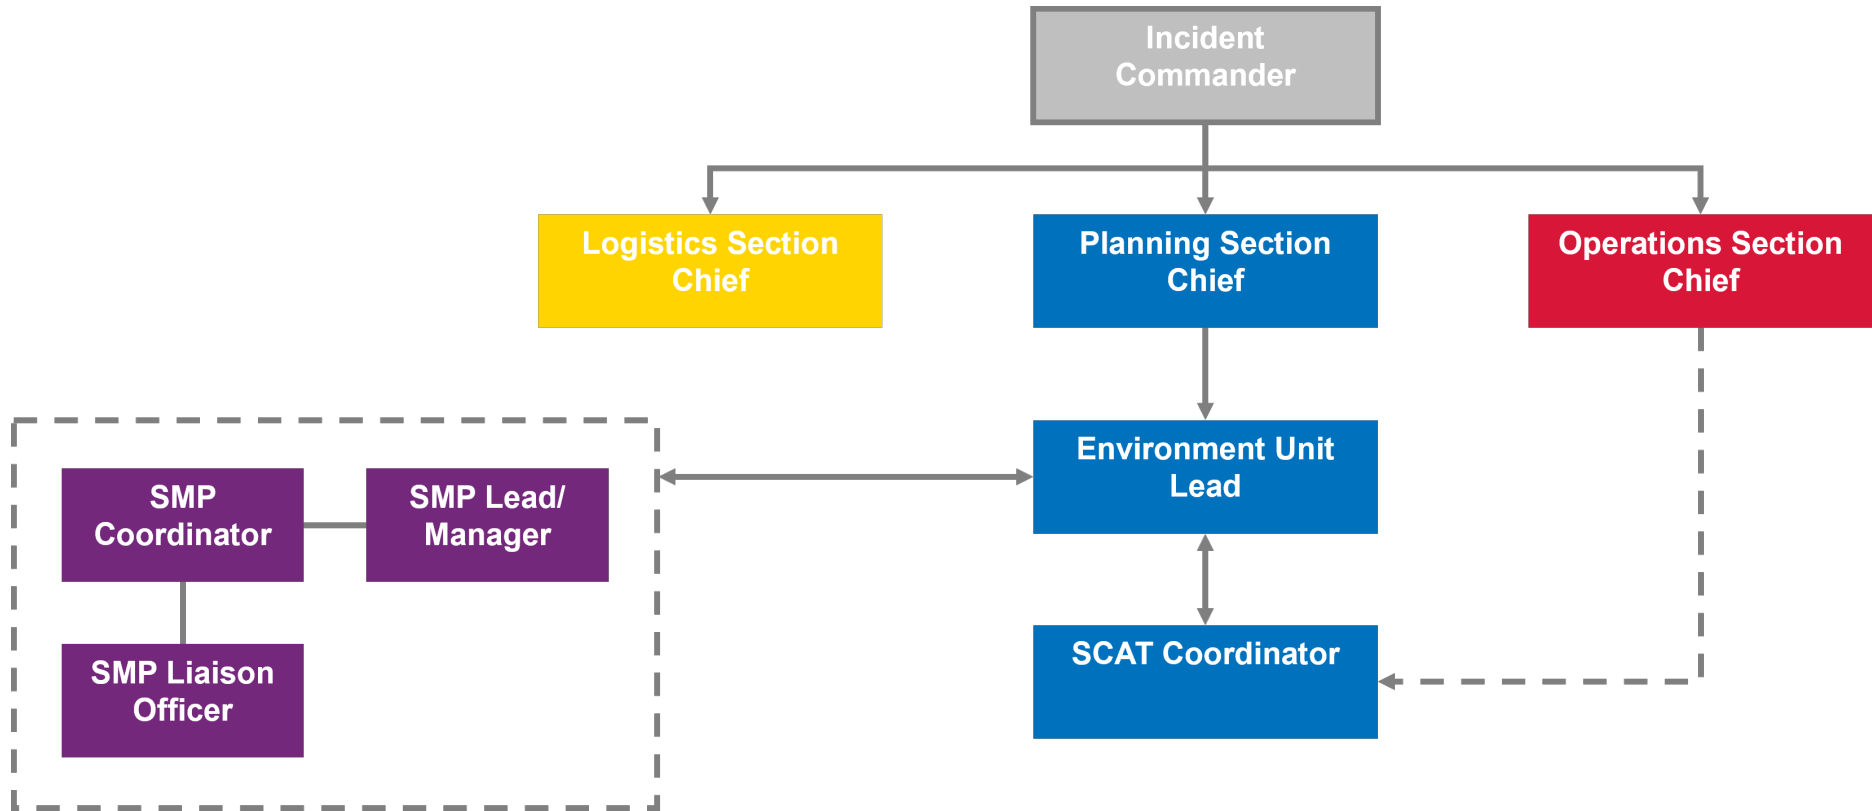 Incident
Commander
Logistics Section
Chief
Planning Section
Chief
Operations Section
Chief
Environment Unit
Lead
SMP
Coordinator
SMP Lead/
Manager
SMP Liaison
Officer
SCAT Coordinator